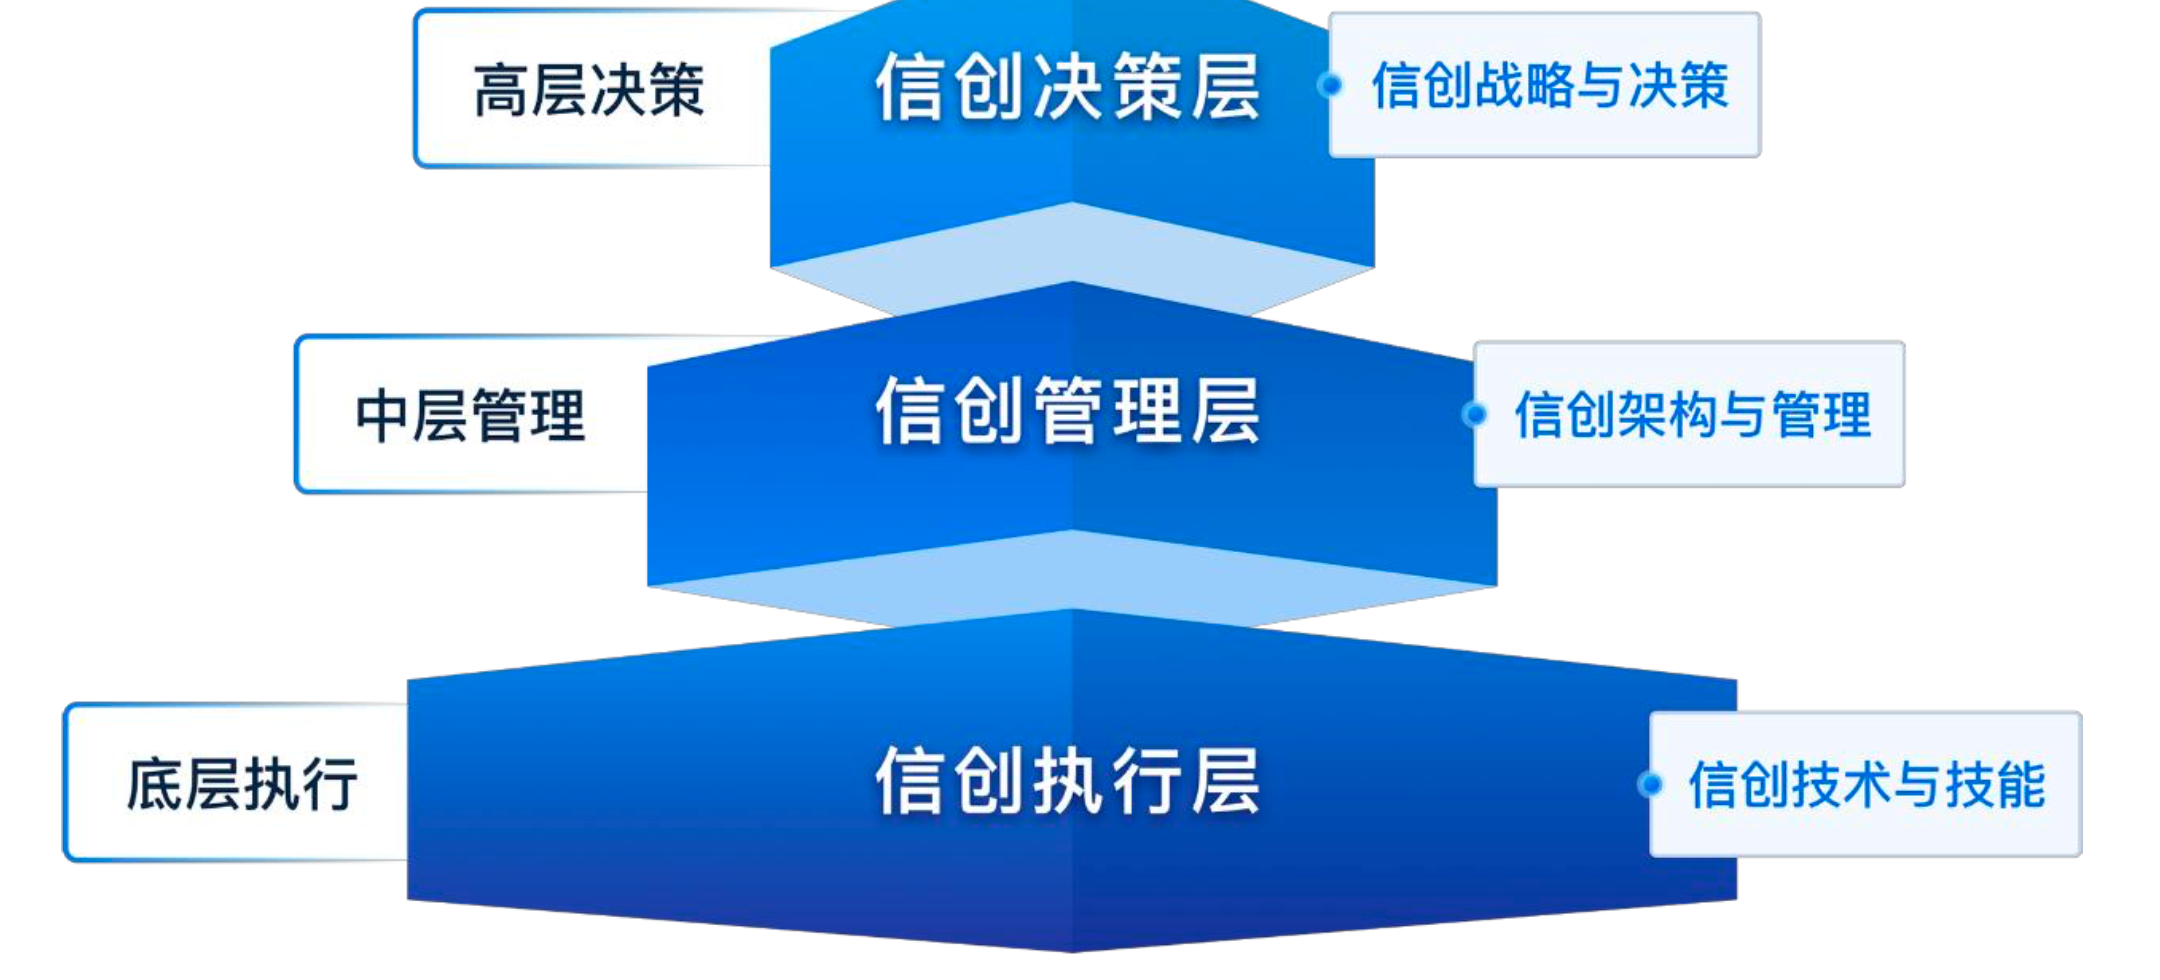 高层决策
信创决策层
信创战略与决策
中层管理
信创管理层
信创架构与管理
底层执行
信创执行层
信创技术与技能